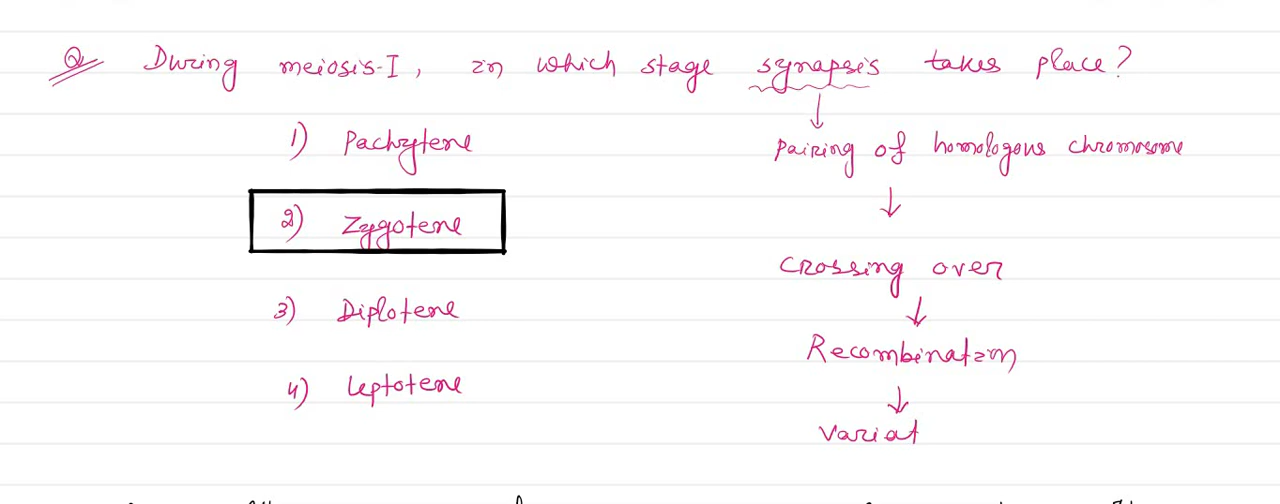 Q During meiosis-I, in which stage synapsis takes place?
1) Pachytene
2) Zygotene
3) Diplotene
4) Leptotene
↓
Pairing of homologous chromosome
↓
Crossing over
↓
Recombination
↓
Variat